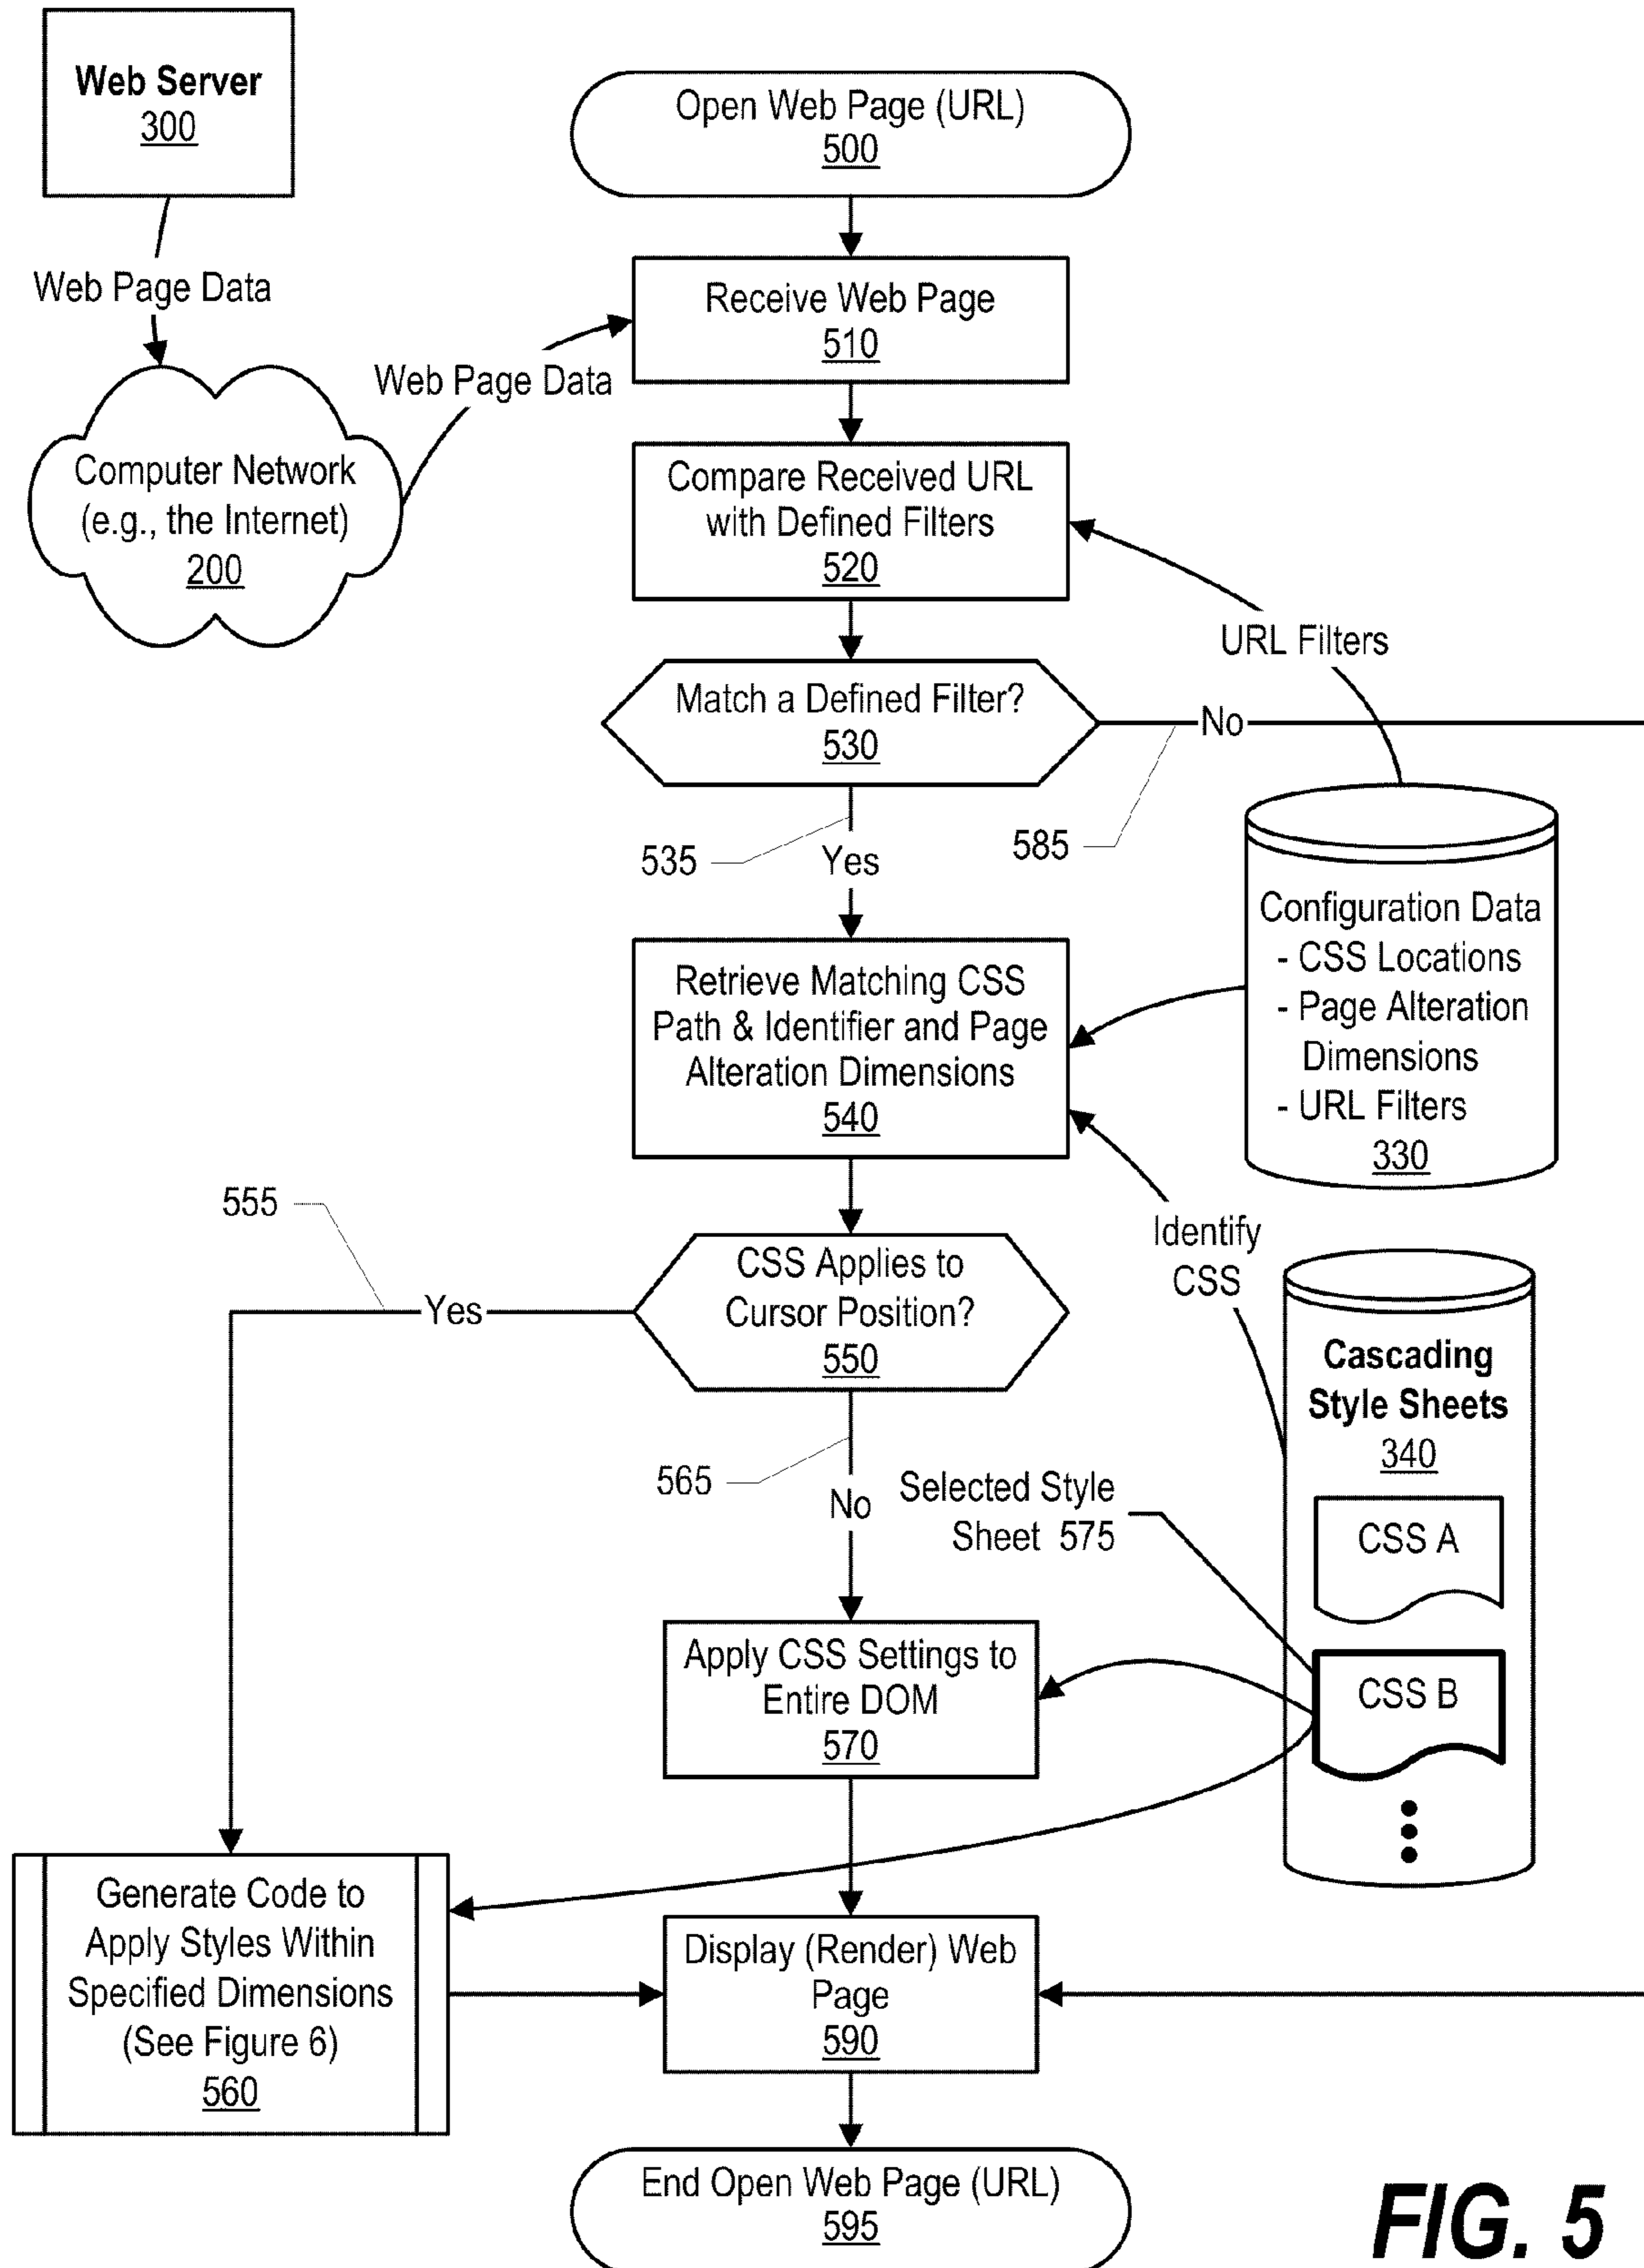 Web Server
300
Open Web Page (URL)
500
Web Page Data
Receive Web Page
510
Web Page Data
Computer Network
(e.g., the Internet)
200
Compare Received URL
with Defined Filters
520
URL Filters
Match a Defined Filter?
530
No
535
Yes
585
Configuration Data
- CSS Locations
- Page Alteration
Dimensions
- URL Filters
330
Retrieve Matching CSS
Path & Identifier and Page
Alteration Dimensions
540
555
Identify
CSS
Yes
CSS Applies to
Cursor Position?
550
Cascading
Style Sheets
340
565
No
Selected Style
Sheet 575
CSS A
Apply CSS Settings to
Entire DOM
570
CSS B
Generate Code to
Apply Styles Within
Specified Dimensions
(See Figure 6)
560
Display (Render) Web
Page
590
End Open Web Page (URL)
595
FIG. 5